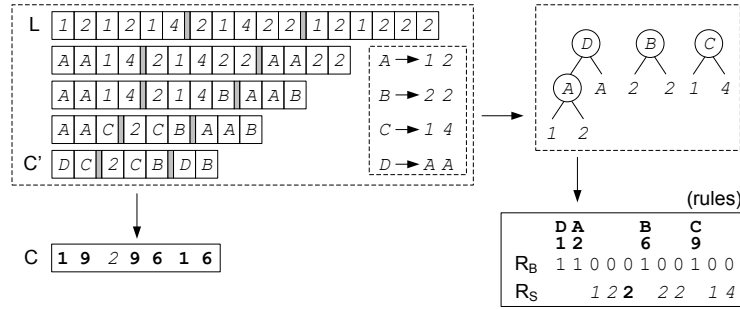 L 1 2 1 2 1 4 2 1 4 2 2 1 2 1 2 2 2
A A 1 4 2 1 4 2 2 A A 2 2
A A 1 4 2 1 4 B A A B
A A C 2 C B A A B
C' D C 2 C B D B
A → 1 2
B → 2 2
C → 1 4
D → A A
D B C
A A 2 2 1 4
1 2
C 1 9 2 9 6 1 6
(rules)
D A B C
1 2 6 9
RB 1 1 0 0 0 1 0 0 1 0 0
RS 1 2 2 2 2 1 4